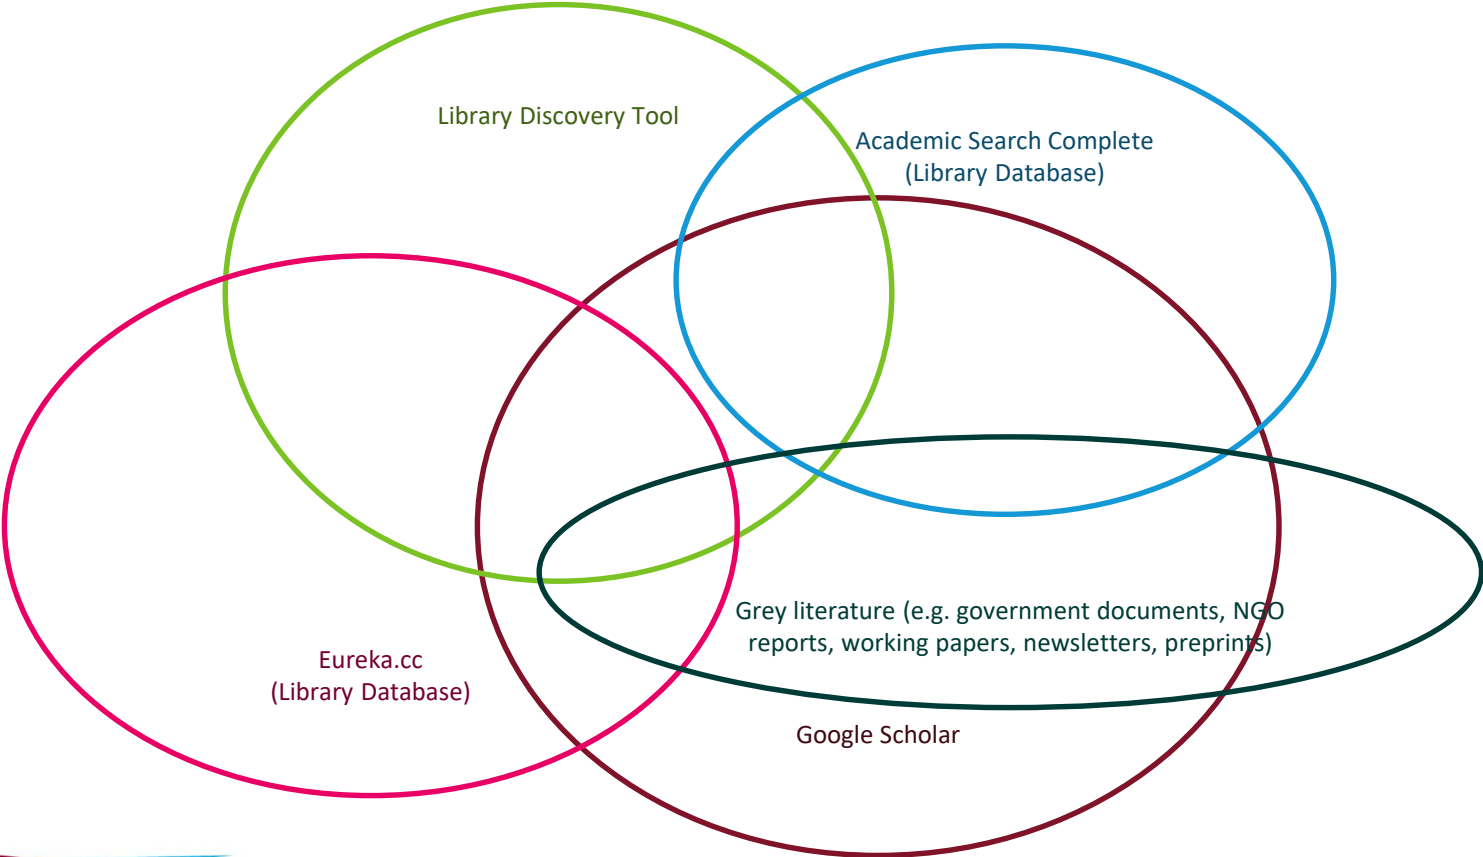 Library Discovery Tool
Academic Search Complete
(Library Database)
Grey literature (e.g. government documents, NGO
reports, working papers, newsletters, preprints)
Eureka.cc
(Library Database)
Google Scholar